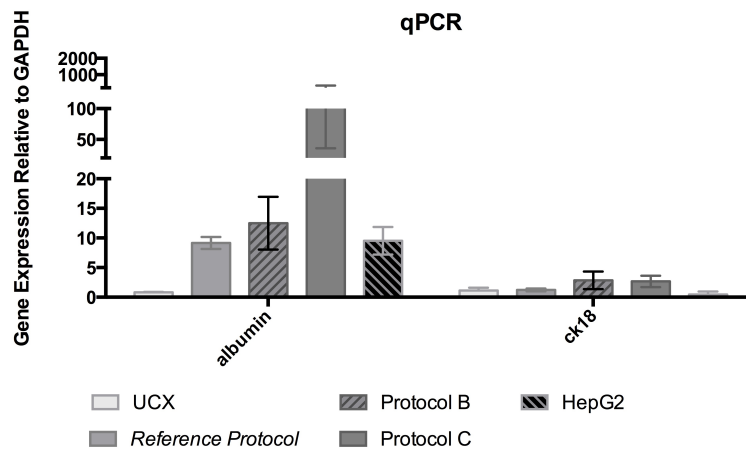 qPCR
Gene Expression Relative to GAPDH
2000
1000
100
50
20
15
10
5
0
albumin
ck18
UCX
Protocol B
HepG2
Reference Protocol
Protocol C